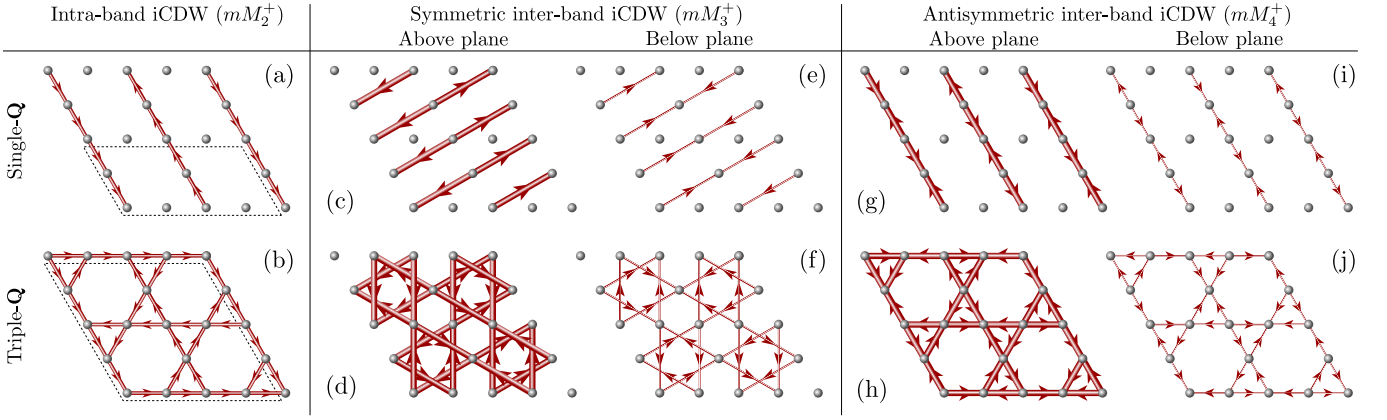 Intra-band iCDW (mM₂⁺)
Symmetric inter-band iCDW (mM₃⁺)
Antisymmetric inter-band iCDW (mM₄⁺)
Above plane
Below plane
Above plane
Below plane
Single-Q
(a)
(c)
(e)
(g)
(i)
Triple-Q
(b)
(d)
(f)
(h)
(j)